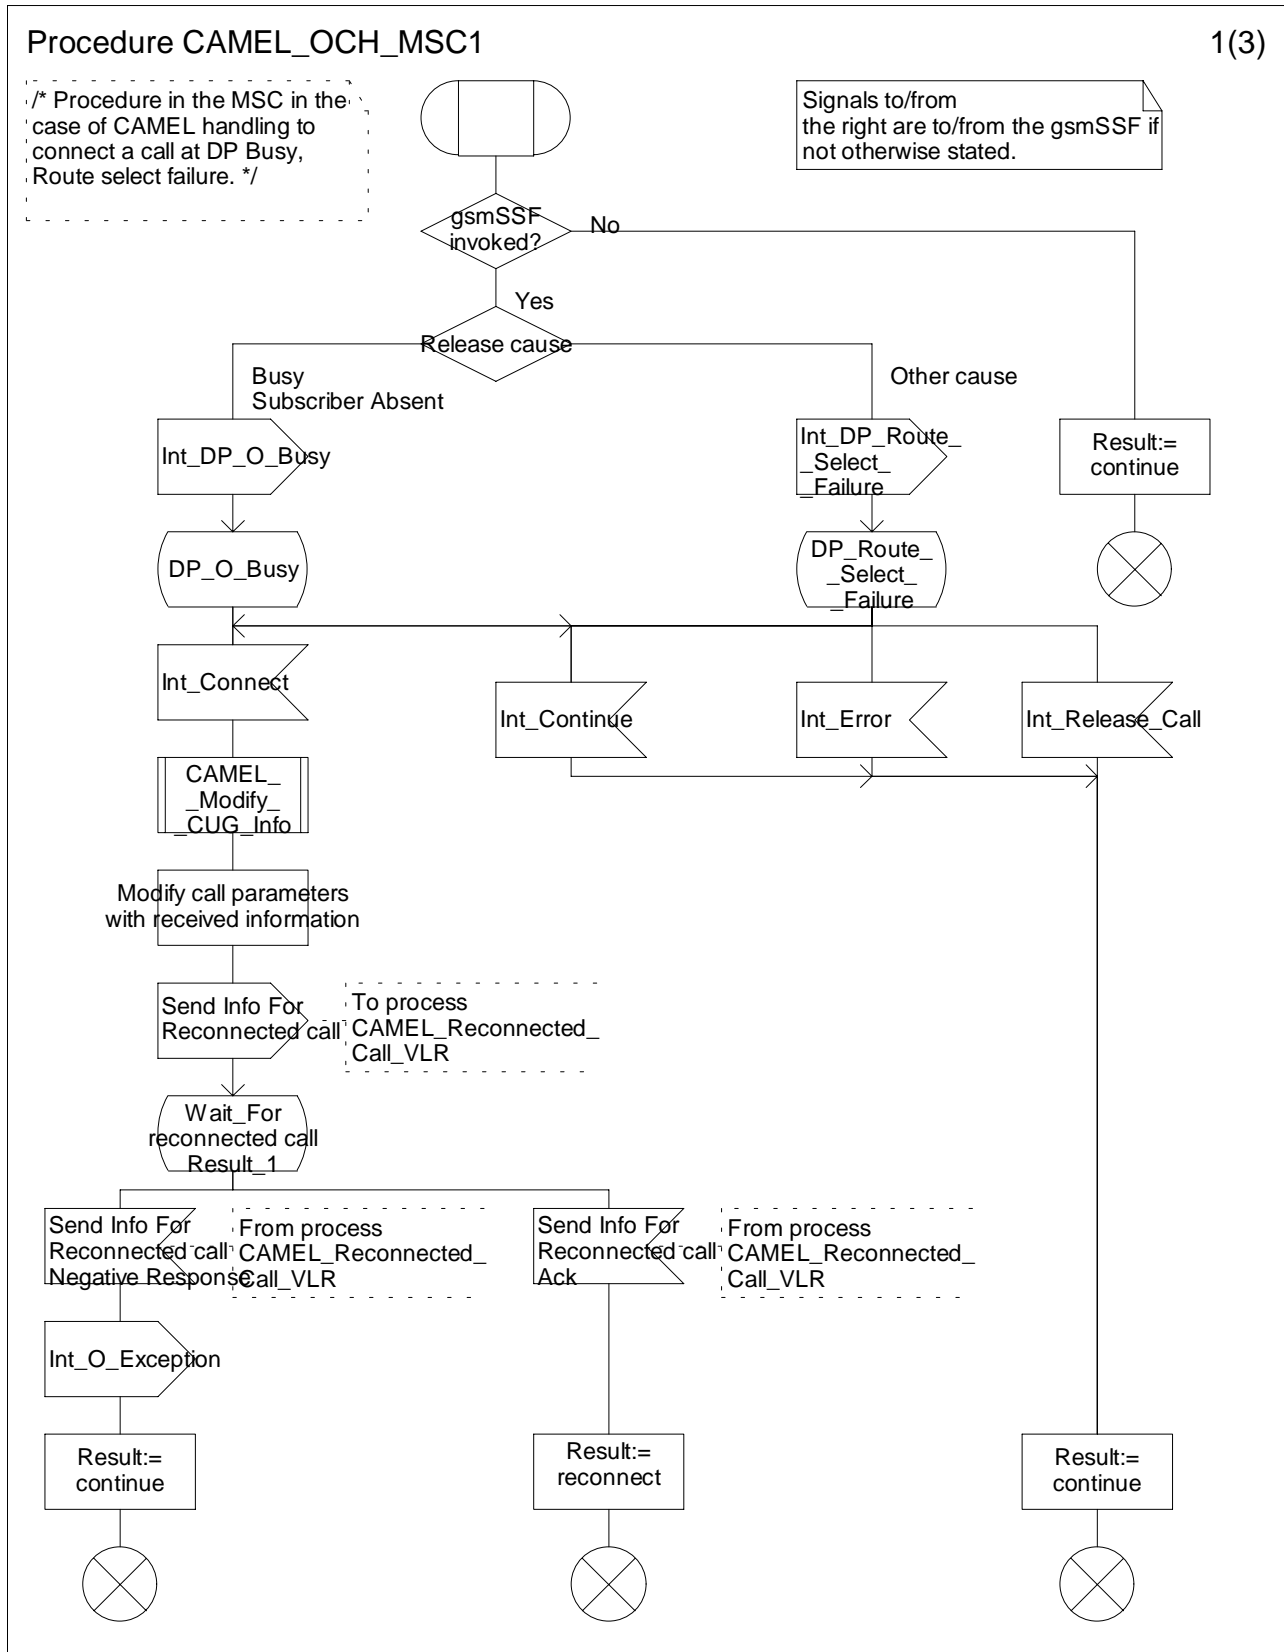 Procedure CAMEL_OCH_MSC1
1(3)
/* Procedure in the MSC in the
case of CAMEL handling to
connect a call at DP Busy,
Route select failure. */
Signals to/from
the right are to/from the gsmSSF if
not otherwise stated.
gsmSSF
invoked?
No
Yes
Release cause
Busy
Subscriber Absent
Other cause
Int_DP_O_Busy
Int_DP_Route_
_Select_
_Failure
Result:=
continue
DP_O_Busy
DP_Route_
_Select_
_Failure
Int_Connect
Int_Continue
Int_Error
Int_Release_Call
CAMEL_
_Modify_
_CUG_Info
Modify call parameters
with received information
Send Info For
Reconnected call
To process
CAMEL_Reconnected_
Call_VLR
Wait_For
reconnected call
Result_1
Send Info For
Reconnected call
Negative Response
From process
CAMEL_Reconnected_
Call_VLR
Send Info For
Reconnected call
Ack
From process
CAMEL_Reconnected_
Call_VLR
Int_O_Exception
Result:=
continue
Result:=
reconnect
Result:=
continue